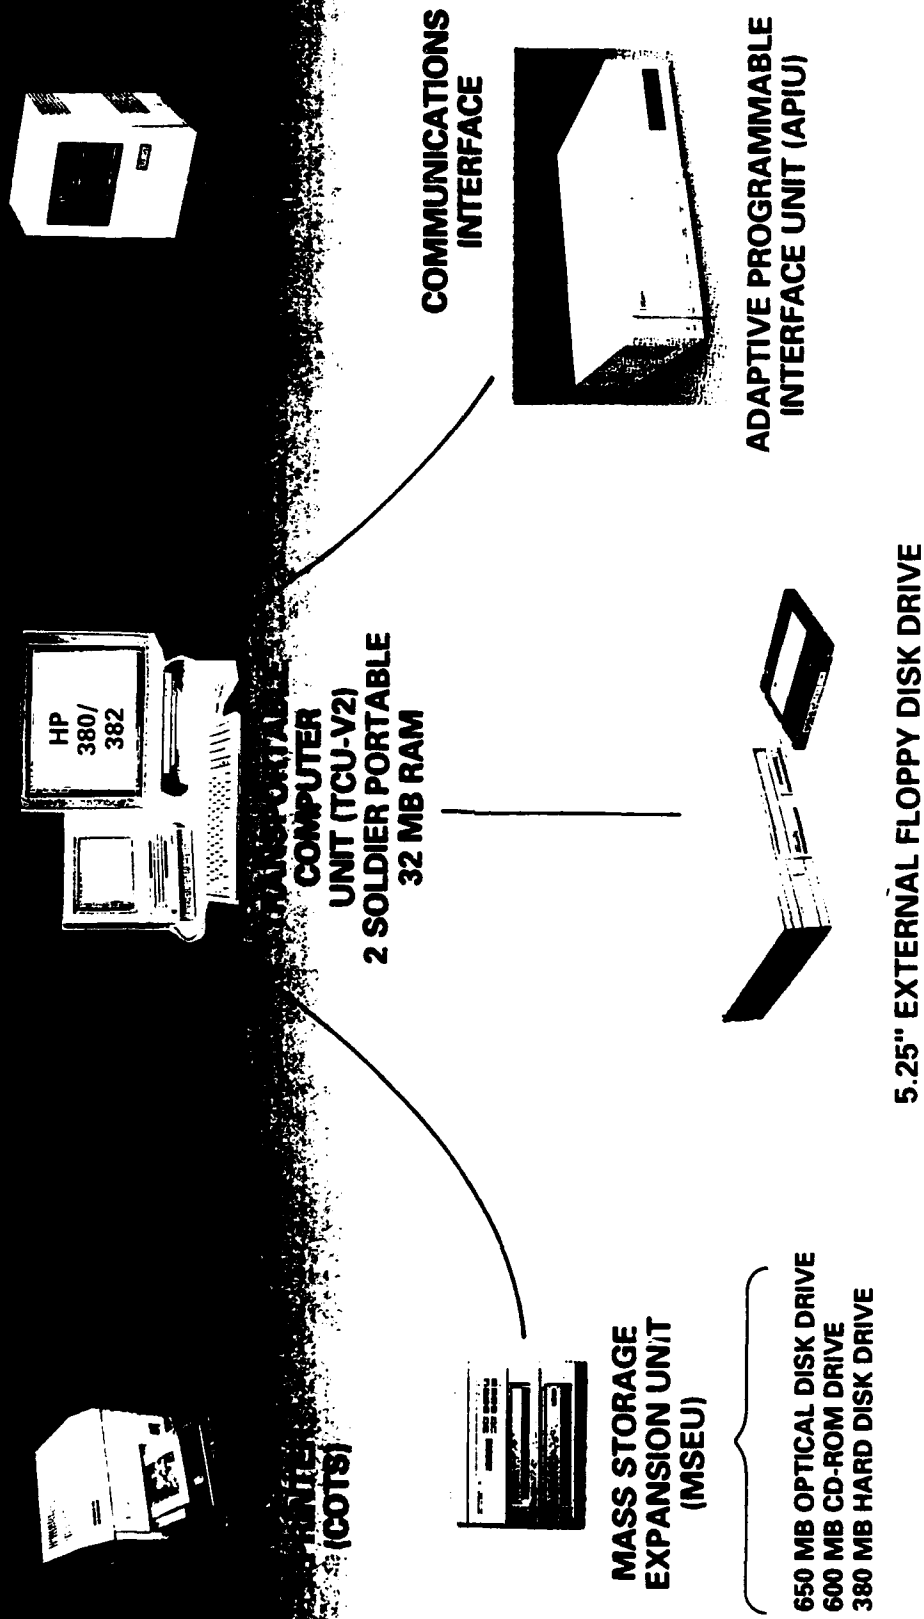 HP
380/
382
PRINTER
(COTS)
TRANSPORTABLE
COMPUTER
UNIT (TCU-V2)
2 SOLDIER PORTABLE
32 MB RAM
COMMUNICATIONS
INTERFACE
MASS STORAGE
EXPANSION UNIT
(MSEU)
650 MB OPTICAL DISK DRIVE
600 MB CD-ROM DRIVE
380 MB HARD DISK DRIVE
5.25" EXTERNAL FLOPPY DISK DRIVE
ADAPTIVE PROGRAMMABLE
INTERFACE UNIT (APIU)